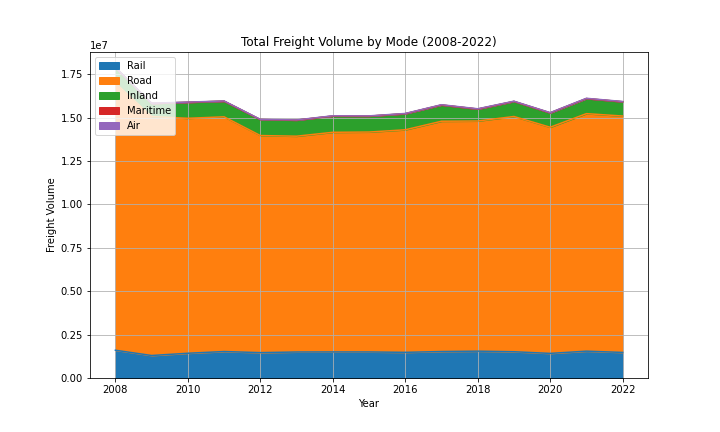 Total Freight Volume by Mode (2008-2022)
1e7
Rail
Road
Inland
Maritime
Air
1.75
1.50
1.25
1.00
0.75
0.50
0.25
0.00
Freight Volume
2008 2010 2012 2014 2016 2018 2020 2022
Year